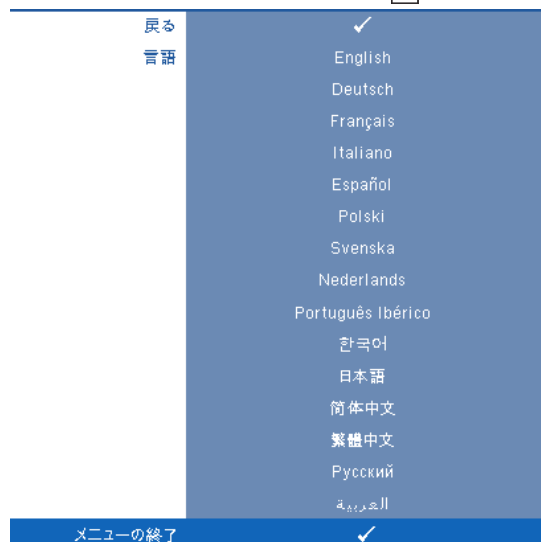 戻る ✓
言語 English
Deutsch
Français
Italiano
Español
Polski
Svenska
Nederlands
Português Ibérico
한국어
日本語
简体中文
繁體中文
Русский
العربية
メニューの終了 ✓